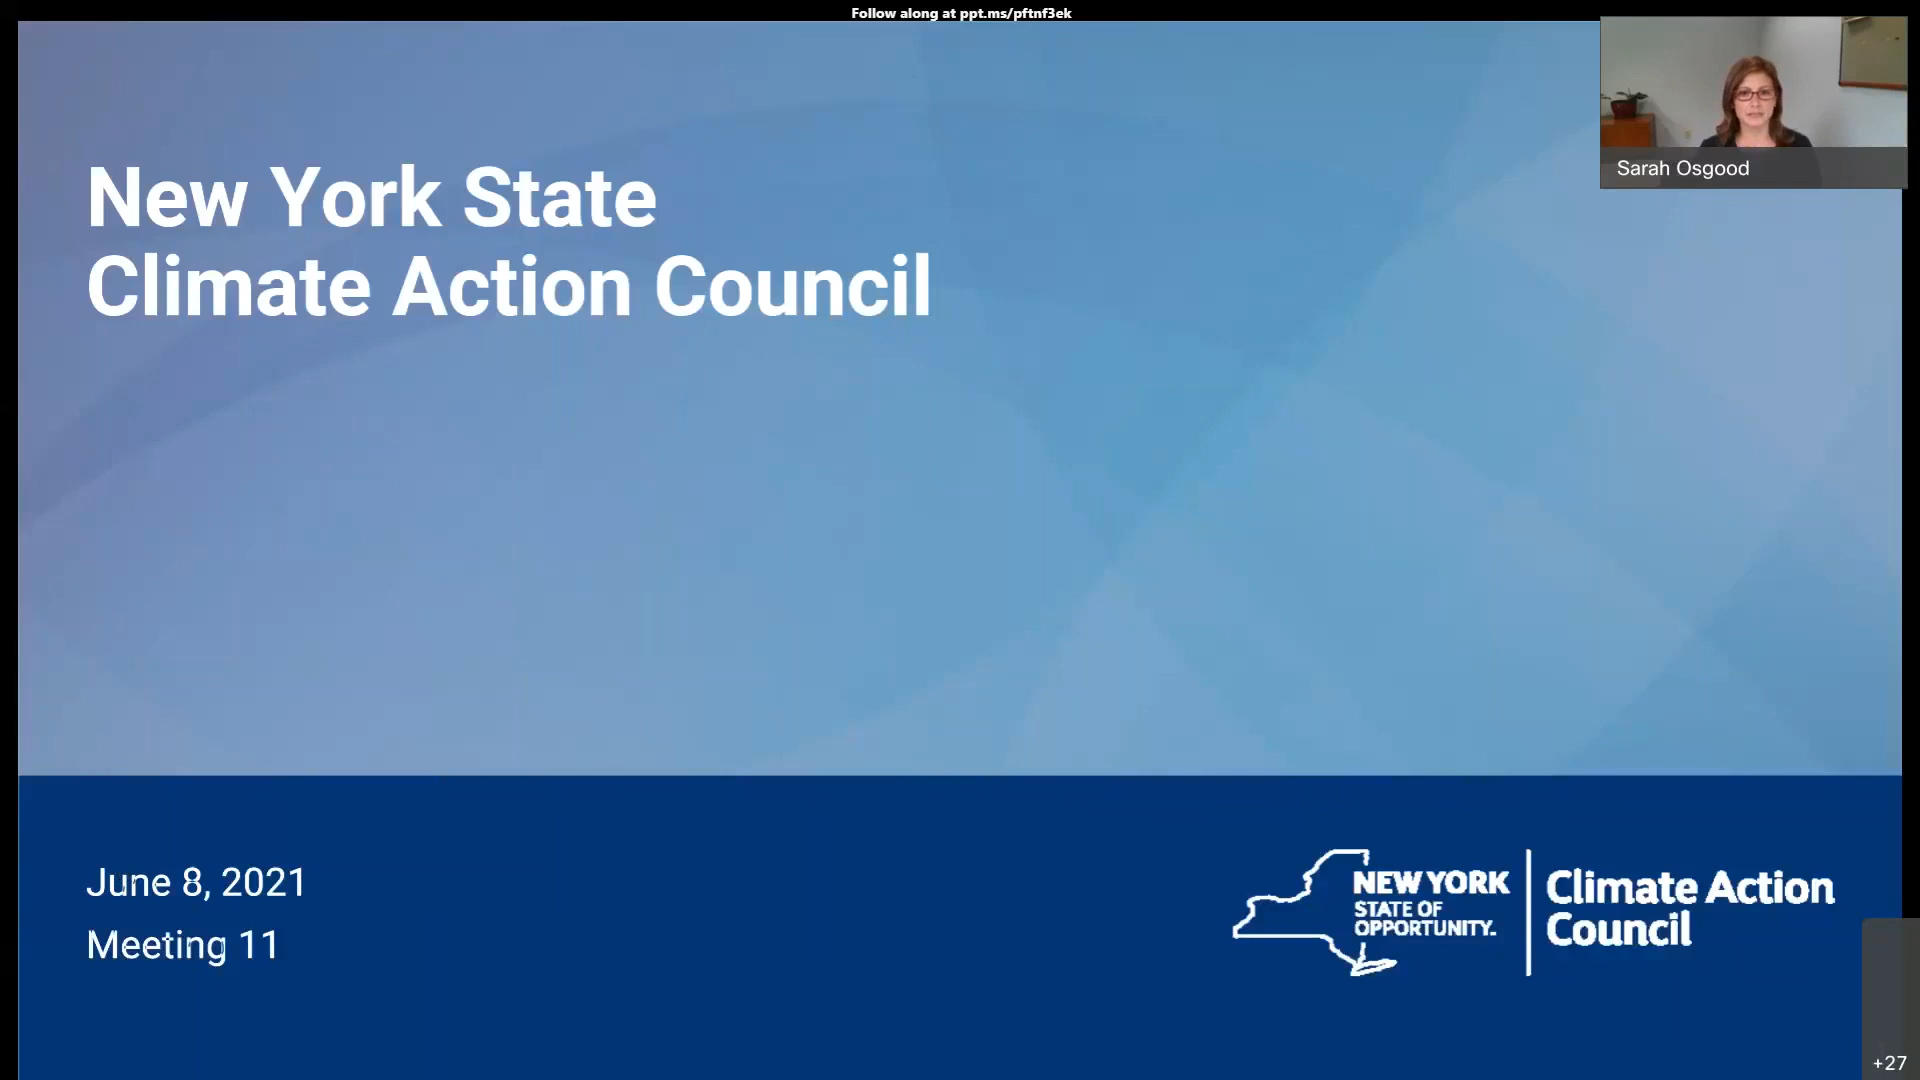 Follow along at ppt.ms/pftnf3ek
Sarah Osgood
New York State
Climate Action Council
June 8, 2021
Meeting 11
NEW YORK
STATE OF
OPPORTUNITY.
Climate Action
Council
+27